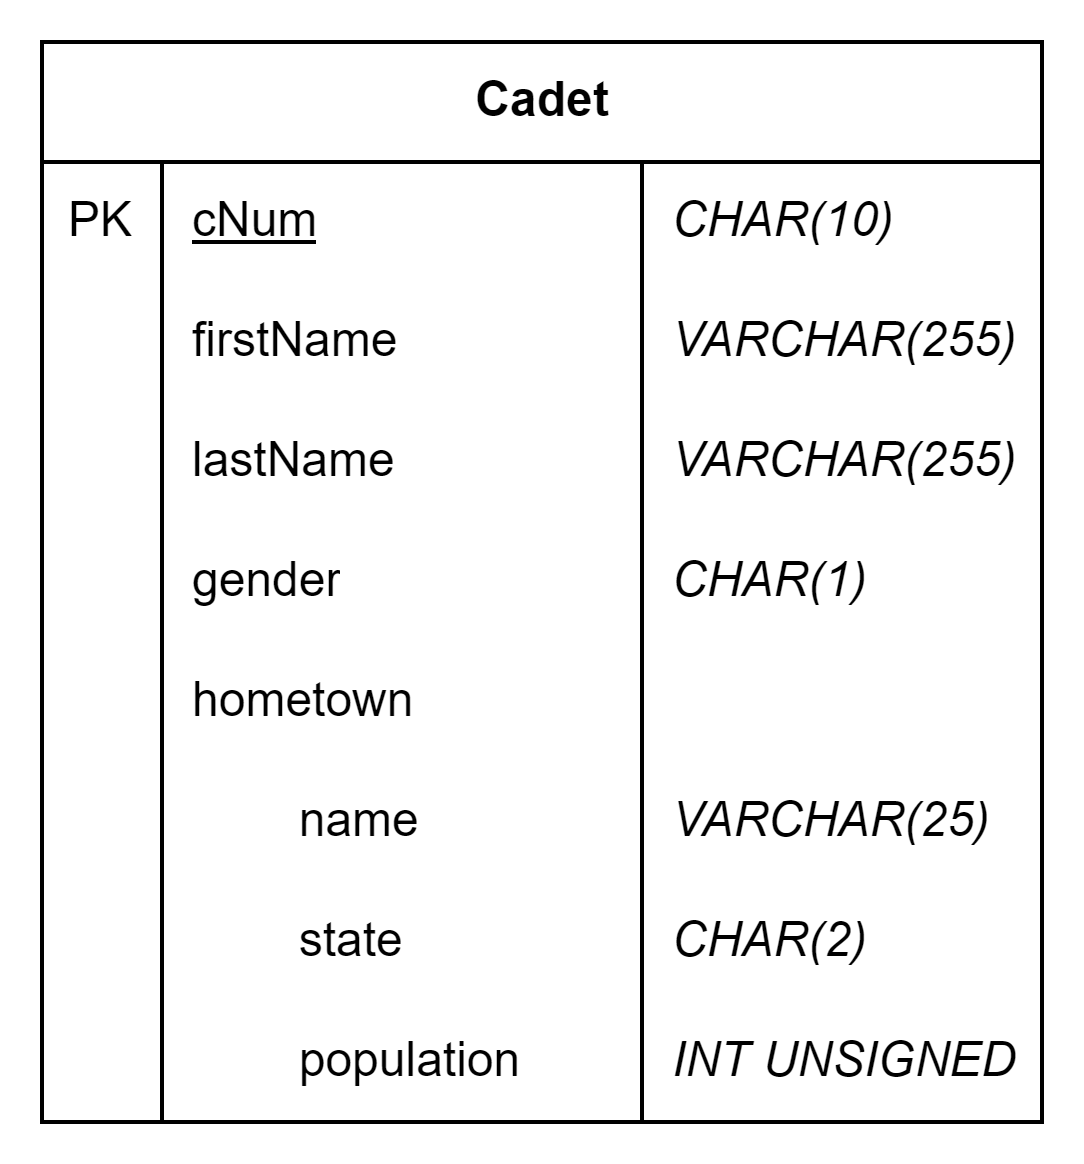 Cadet
PK cNum CHAR(10)
firstName VARCHAR(255)
lastName VARCHAR(255)
gender CHAR(1)
hometown
name VARCHAR(25)
state CHAR(2)
population INT UNSIGNED